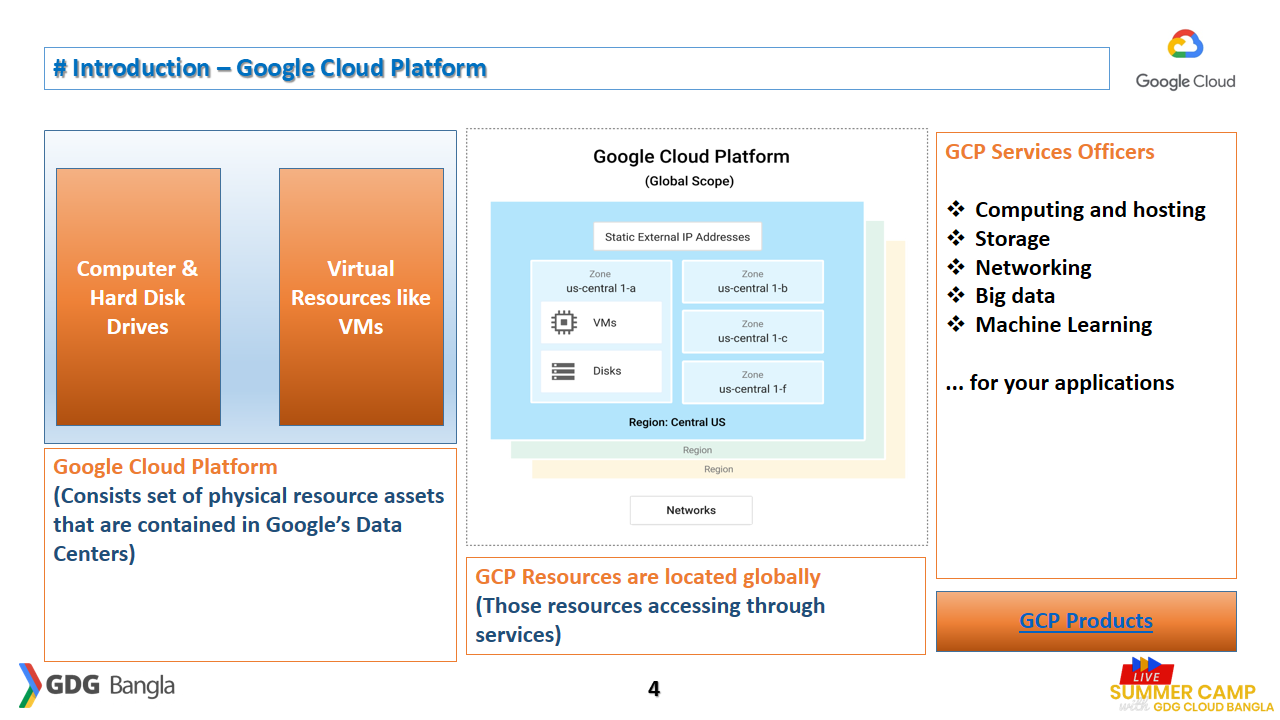 # Introduction – Google Cloud Platform
Google Cloud
Computer &
Hard Disk
Drives
Virtual
Resources like
VMs
Google Cloud Platform
(Consists set of physical resource assets
that are contained in Google's Data
Centers)
Google Cloud Platform
(Global Scope)
Static External IP Addresses
Zone
us-central 1-a
VMs
Disks
Zone
us-central 1-b
Zone
us-central 1-c
Zone
us-central 1-f
Region: Central US
Region
Region
Networks
GCP Resources are located globally
(Those resources accessing through
services)
GCP Services Officers
❖ Computing and hosting
❖ Storage
❖ Networking
❖ Big data
❖ Machine Learning
... for your applications
GCP Products
GDG Bangla
4
LIVE
SUMMER CAMP
with GDG CLOUD BANGLA